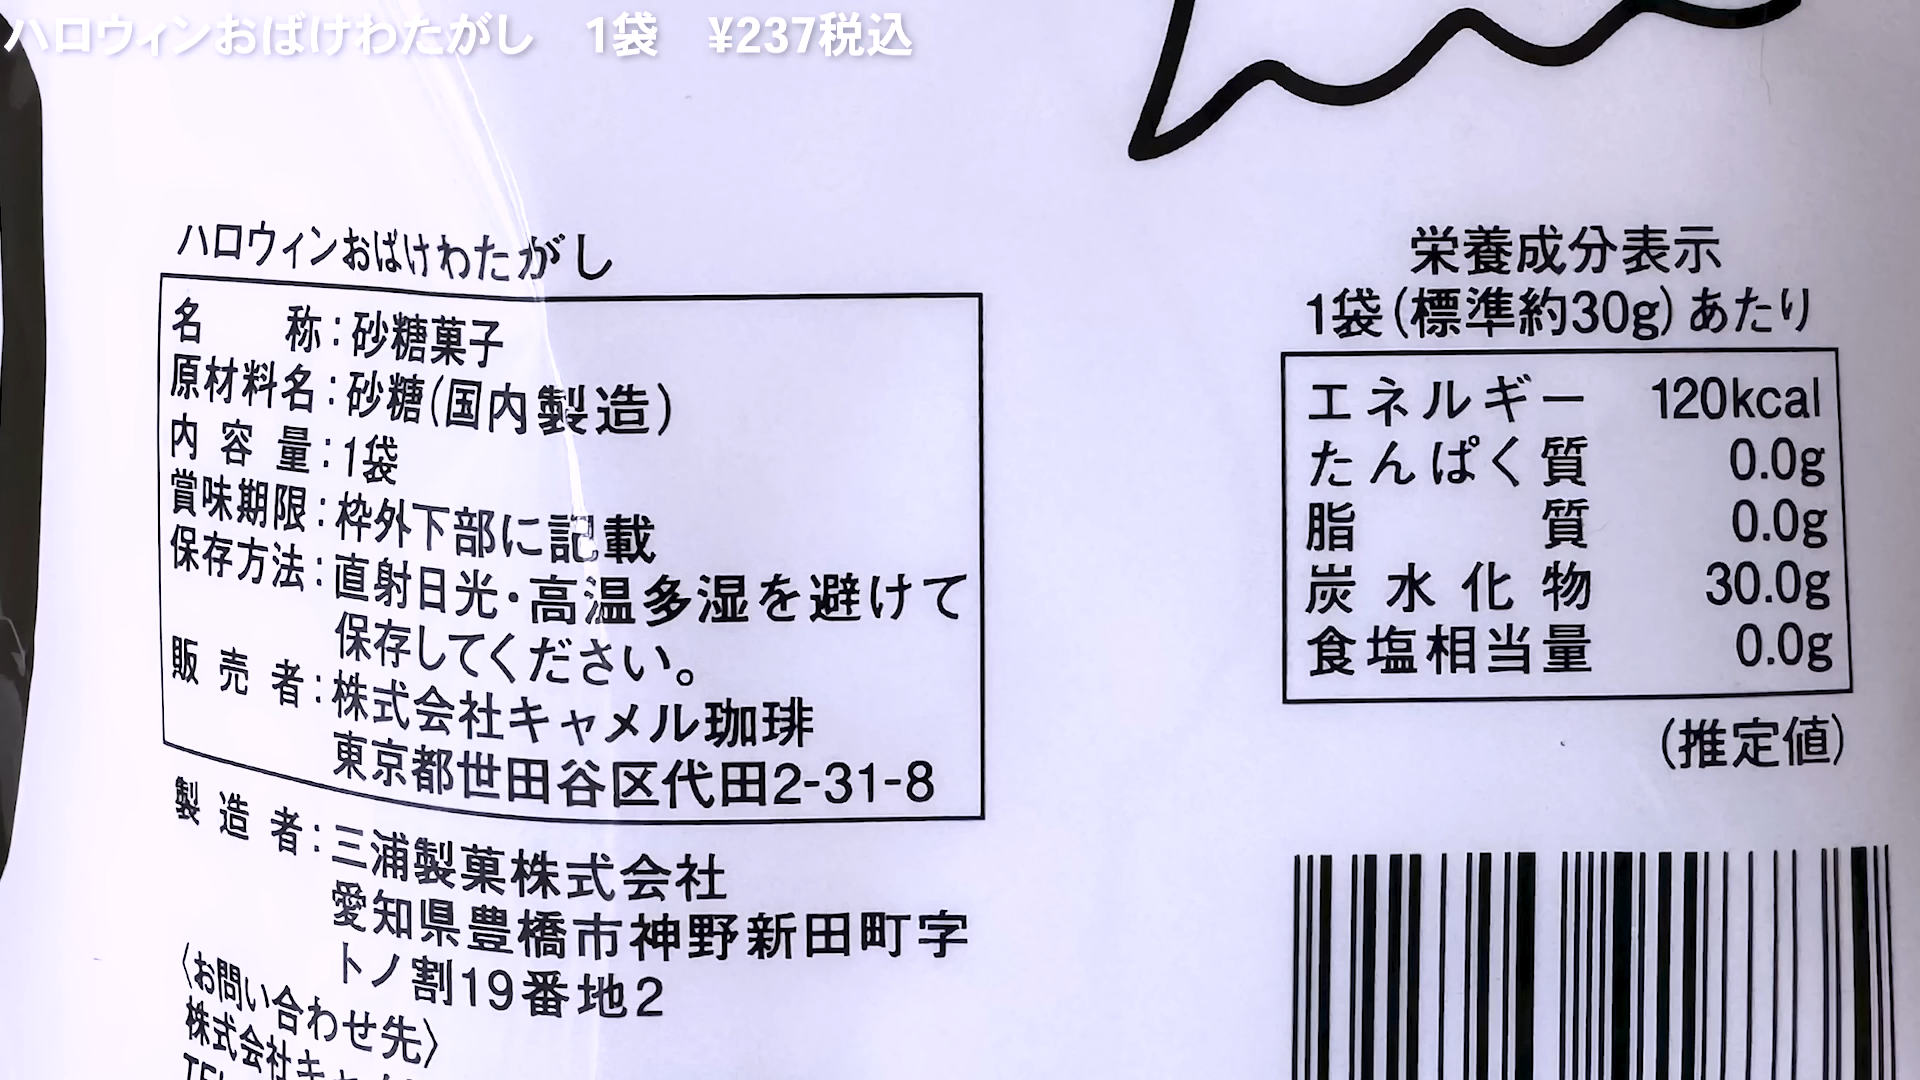 ハロウィンおばけわたがし　1袋　¥237税込
ハロウィンおばけわたがし
名称：砂糖菓子
原材料名：砂糖（国内製造）
内容量：1袋
賞味期限：枠外下部に記載
保存方法：直射日光・高温多湿を避けて
保存してください。
販売者：株式会社キャメル珈琲
東京都世田谷区代田2-31-8
製造者：三浦製菓株式会社
愛知県豊橋市神野新田町字
トノ割19番地2
〈お問い合わせ先〉
株式会社キャメル
栄養成分表示
1袋（標準約30g）あたり
エネルギー 120kcal
たんぱく質 0.0g
脂質 0.0g
炭水化物 30.0g
食塩相当量 0.0g
（推定値）